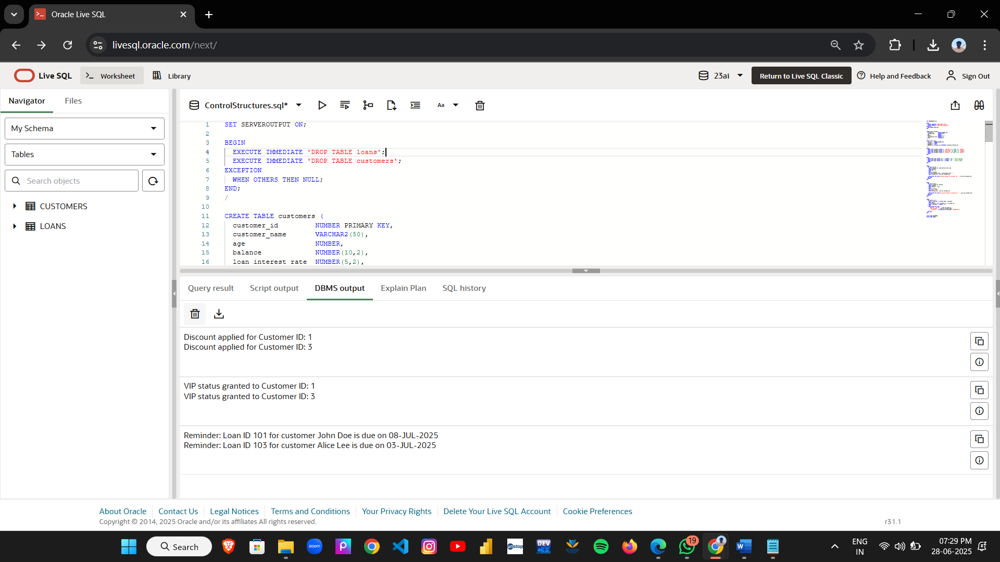 Oracle Live SQL
livesql.oracle.com/next/
Live SQL
Worksheet
Library
23ai
Return to Live SQL Classic
Help and Feedback
Sign Out
Navigator
Files
My Schema
Tables
Search objects
CUSTOMERS
LOANS
ControlStructures.sql*
Aa
1 SET SERVEROUTPUT ON;
2
3 BEGIN
4 EXECUTE IMMEDIATE 'DROP TABLE loans';
5 EXECUTE IMMEDIATE 'DROP TABLE customers';
6 EXCEPTION
7 WHEN OTHERS THEN NULL;
8 END;
9 /
10
11 CREATE TABLE customers (
12 customer_id NUMBER PRIMARY KEY,
13 customer_name VARCHAR2(50),
14 age NUMBER,
15 balance NUMBER(10,2),
16 loan_interest_rate NUMBER(5,2),
Query result
Script output
DBMS output
Explain Plan
SQL history
Discount applied for Customer ID: 1
Discount applied for Customer ID: 3
VIP status granted to Customer ID: 1
VIP status granted to Customer ID: 3
Reminder: Loan ID 101 for customer John Doe is due on 08-JUL-2025
Reminder: Loan ID 103 for customer Alice Lee is due on 03-JUL-2025
About Oracle
Contact Us
Legal Notices
Terms and Conditions
Your Privacy Rights
Delete Your Live SQL Account
Cookie Preferences
Copyright © 2014, 2025 Oracle and/or its affiliates All rights reserved.
r31.1
Search
zoom
unstop
DEV
19
ENG
IN
07:29 PM
28-06-2025